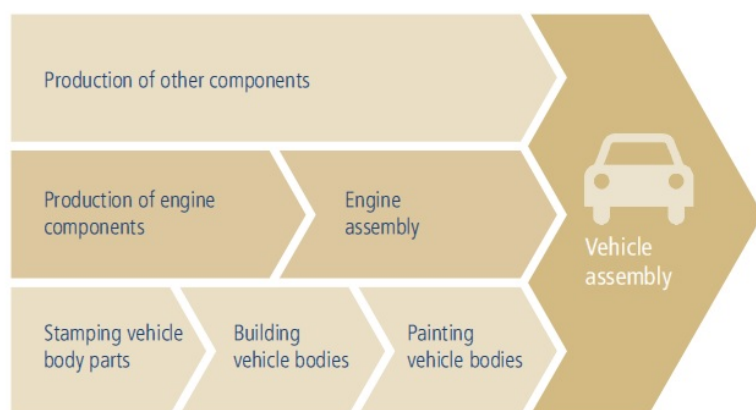 Production of other components
Production of engine
components
Engine
assembly
Stamping vehicle
body parts
Building
vehicle bodies
Painting
vehicle bodies
Vehicle
assembly